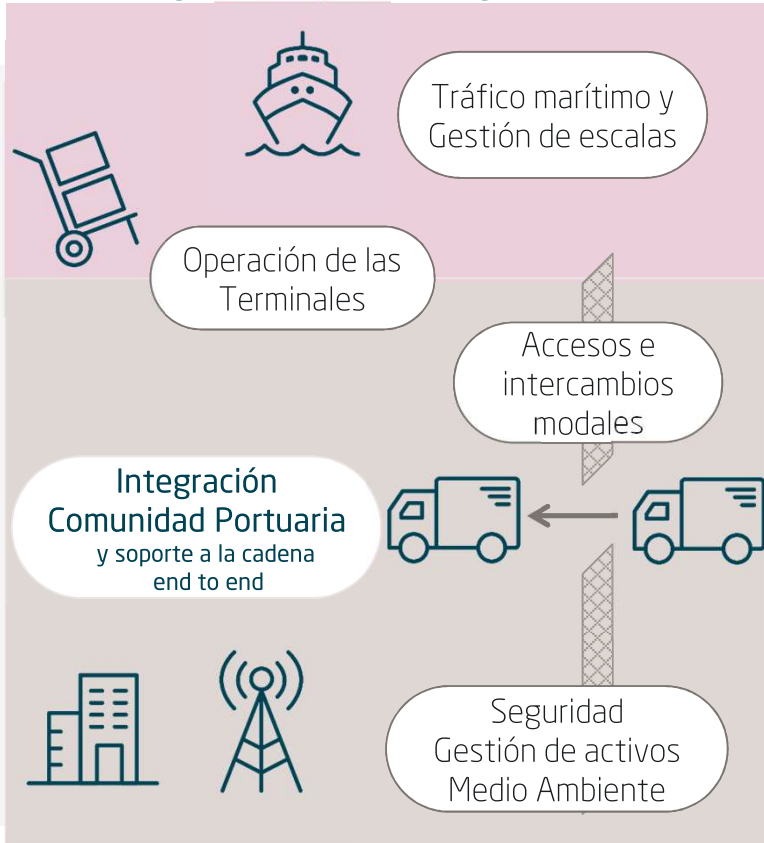 Tráfico marítimo y
Gestión de escalas
Operación de las
Terminales
Accesos e
intercambios
modales
Integración
Comunidad Portuaria
y soporte a la cadena
end to end
Seguridad
Gestión de activos
Medio Ambiente